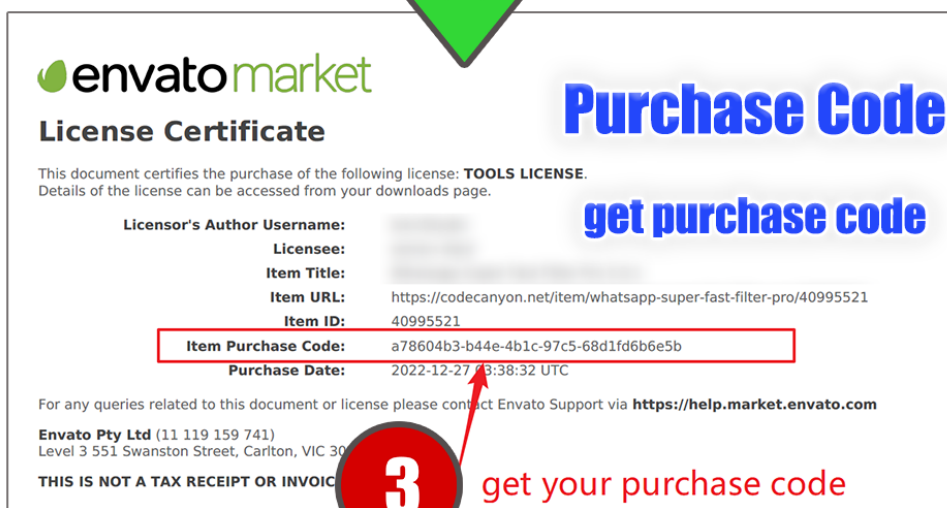 envatomarket
Purchase Code
License Certificate
This document certifies the purchase of the following license: TOOLS LICENSE.
Details of the license can be accessed from your downloads page.
get purchase code
Licensor's Author Username:
Licensee:
Item Title:
Item URL: https://codecanyon.net/item/whatsapp-super-fast-filter-pro/40995521
Item ID: 40995521
Item Purchase Code: a78604b3-b44e-4b1c-97c5-68d1fd6b6e5b
Purchase Date: 2022-12-27 03:38:32 UTC
For any queries related to this document or license please contact Envato Support via https://help.market.envato.com
Envato Pty Ltd (11 119 159 741)
Level 3 551 Swanston Street, Carlton, VIC 30
THIS IS NOT A TAX RECEIPT OR INVOIC
3
get your purchase code